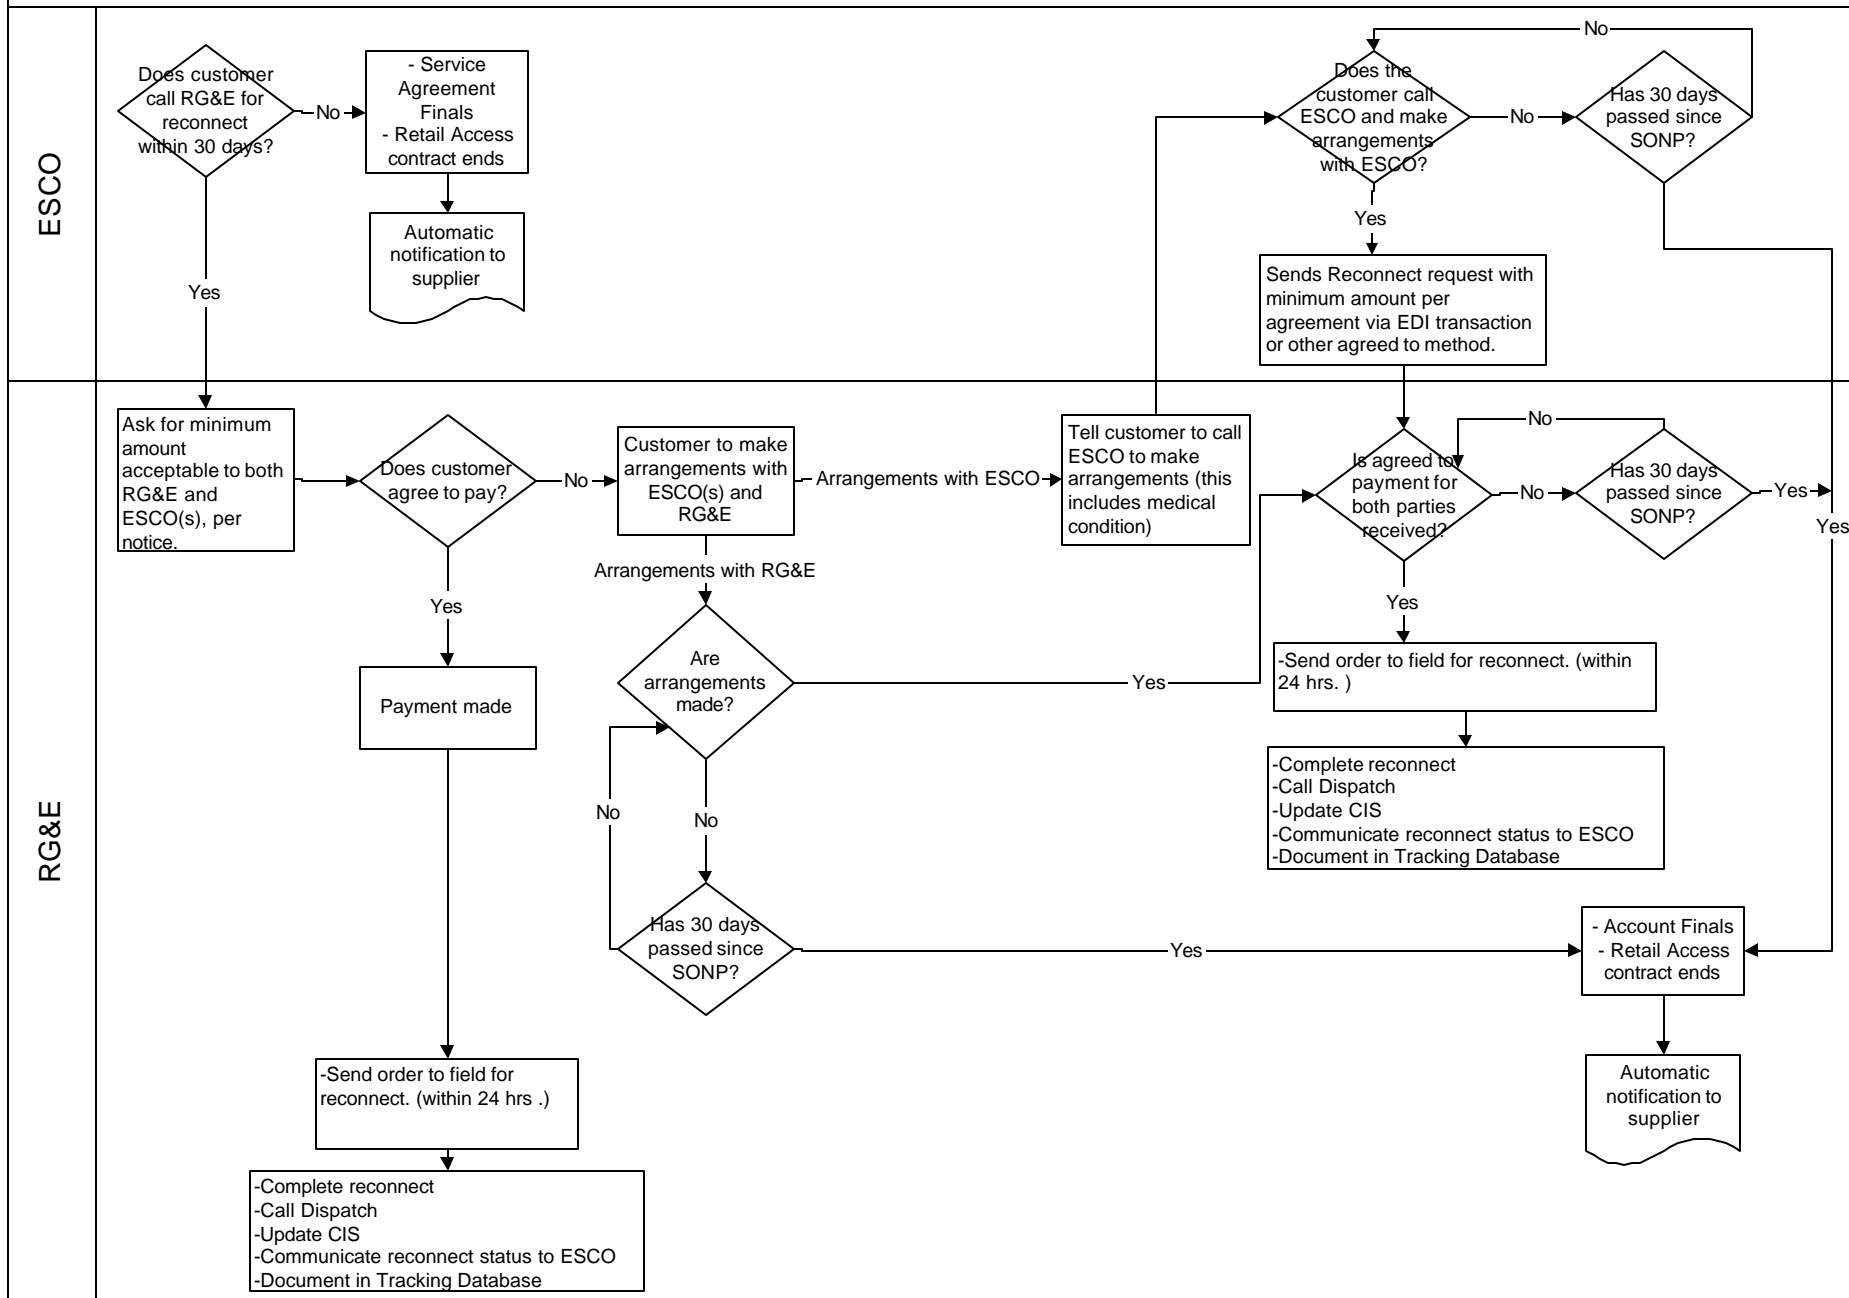 ESCO
Does customer
call RG&E for
reconnect
within 30 days?
No
- Service
Agreement
Finals
- Retail Access
contract ends
Automatic
notification to
supplier
Yes
No
Does the
customer call
ESCO and make
arrangements
with ESCO?
No
Has 30 days
passed since
SONP?
Yes
Sends Reconnect request with
minimum amount per
agreement via EDI transaction
or other agreed to method.
RG&E
Ask for minimum
amount
acceptable to both
RG&E and
ESCO(s), per
notice.
Does customer
agree to pay?
No
Customer to make
arrangements with
ESCO(s) and
RG&E
Arrangements with ESCO
Tell customer to call
ESCO to make
arrangements (this
includes medical
condition)
No
Is agreed to
payment for
both parties
received?
No
Has 30 days
passed since
SONP?
Yes
Yes
Arrangements with RG&E
Yes
Yes
Payment made
Are
arrangements
made?
Yes
-Send order to field for reconnect. (within
24 hrs. )
No
No
-Complete reconnect
-Call Dispatch
-Update CIS
-Communicate reconnect status to ESCO
-Document in Tracking Database
Has 30 days
passed since
SONP?
Yes
- Account Finals
- Retail Access
contract ends
Automatic
notification to
supplier
-Send order to field for
reconnect. (within 24 hrs .)
-Complete reconnect
-Call Dispatch
-Update CIS
-Communicate reconnect status to ESCO
-Document in Tracking Database